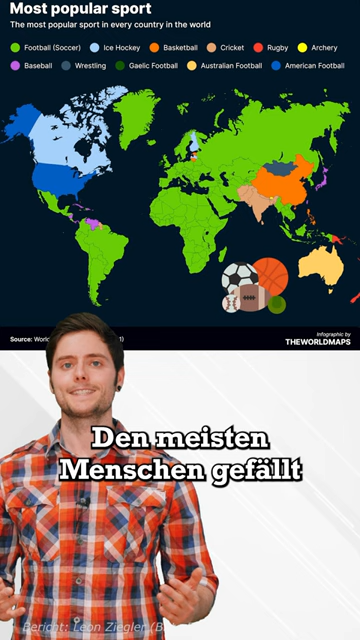 Most popular sport
The most popular sport in every country in the world
Football (Soccer) Ice Hockey Basketball Cricket Rugby Archery
Baseball Wrestling Gaelic Football Australian Football American Football
Source: World
1)
Infographic by
THEWORLDMAPS
Den meisten
Menschen gefällt
Bericht: Leon Ziegler (B